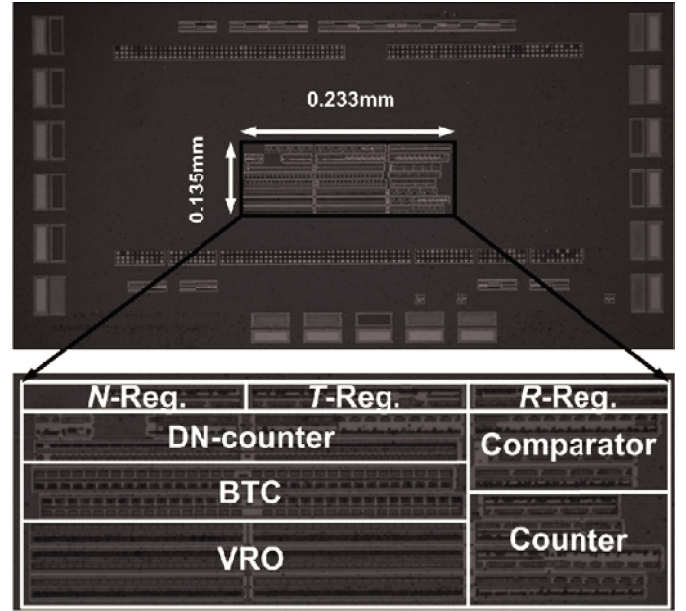 0.233mm
0.135mm
N-Reg. T-Reg. R-Reg.
DN-counter
Comparator
BTC
VRO
Counter